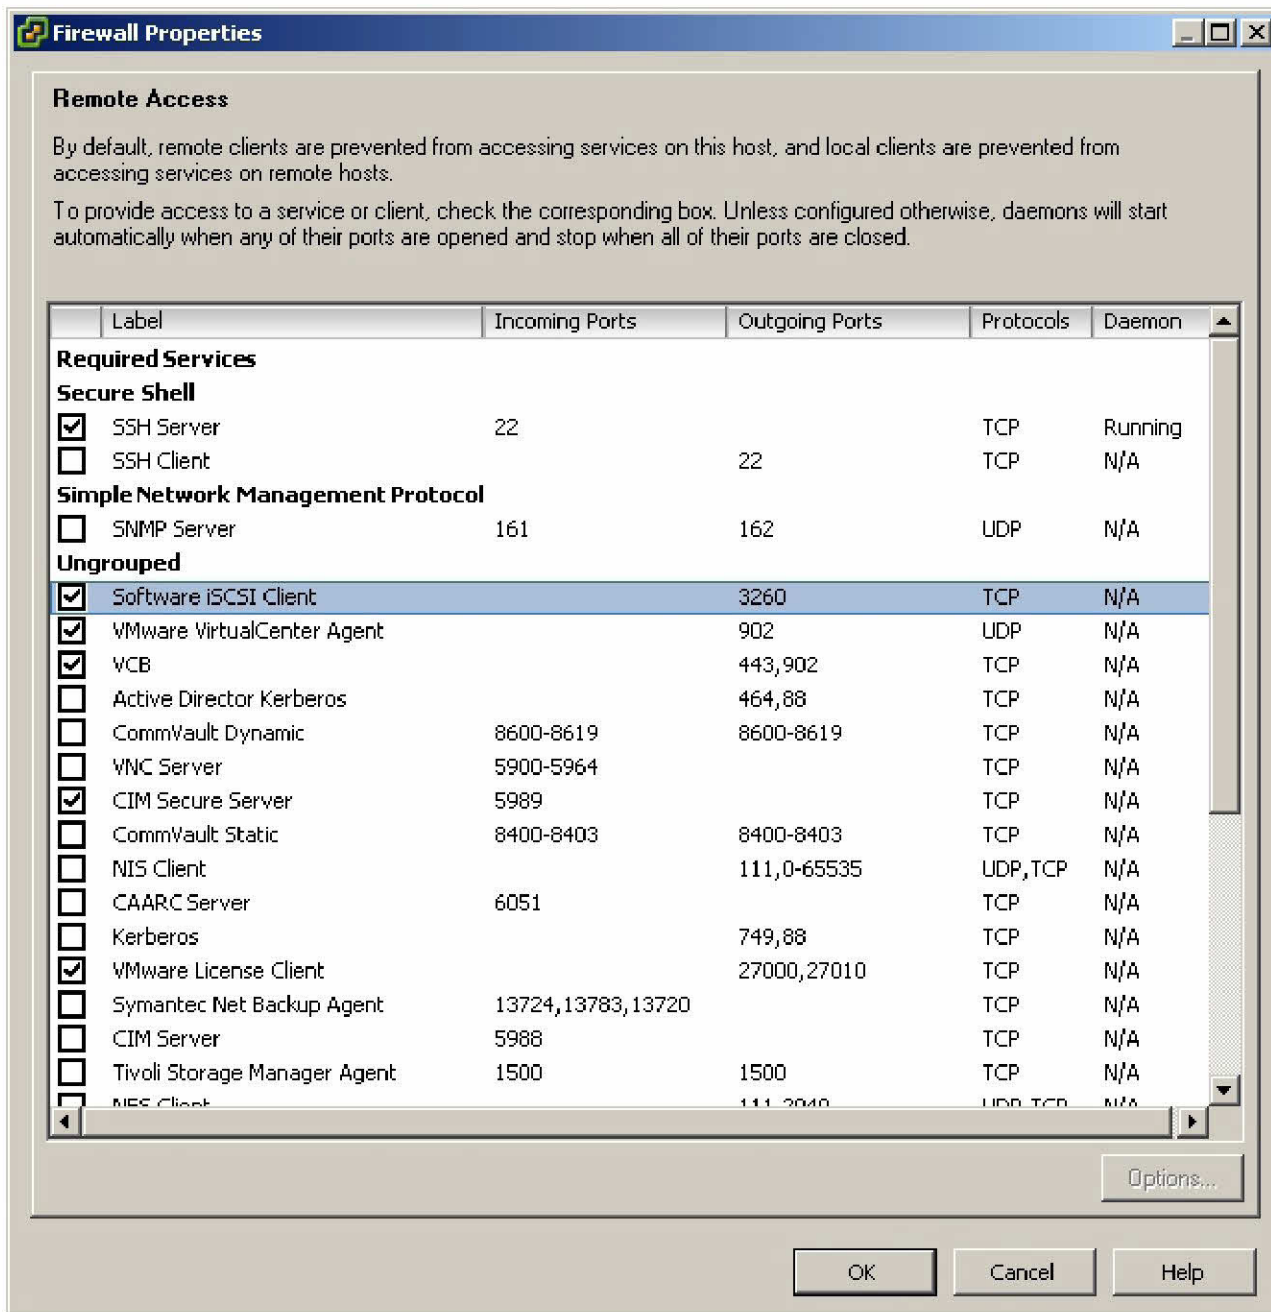 Firewall Properties
Remote Access
By default, remote clients are prevented from accessing services on this host, and local clients are prevented from
accessing services on remote hosts.
To provide access to a service or client, check the corresponding box. Unless configured otherwise, daemons will start
automatically when any of their ports are opened and stop when all of their ports are closed.
Label Incoming Ports Outgoing Ports Protocols Daemon
Required Services
Secure Shell
SSH Server 22 TCP Running
SSH Client 22 TCP N/A
Simple Network Management Protocol
SNMP Server 161 162 UDP N/A
Ungrouped
Software iSCSI Client 3260 TCP N/A
VMware VirtualCenter Agent 902 UDP N/A
VCB 443,902 TCP N/A
Active Director Kerberos 464,88 TCP N/A
CommVault Dynamic 8600-8619 8600-8619 TCP N/A
VNC Server 5900-5964 TCP N/A
CIM Secure Server 5989 TCP N/A
CommVault Static 8400-8403 8400-8403 TCP N/A
NIS Client 111,0-65535 UDP,TCP N/A
CAARC Server 6051 TCP N/A
Kerberos 749,88 TCP N/A
VMware License Client 27000,27010 TCP N/A
Symantec Net Backup Agent 13724,13783,13720 TCP N/A
CIM Server 5988 TCP N/A
Tivoli Storage Manager Agent 1500 1500 TCP N/A
NFS Client 111,2049 UDP,TCP N/A
Options...
OK Cancel Help